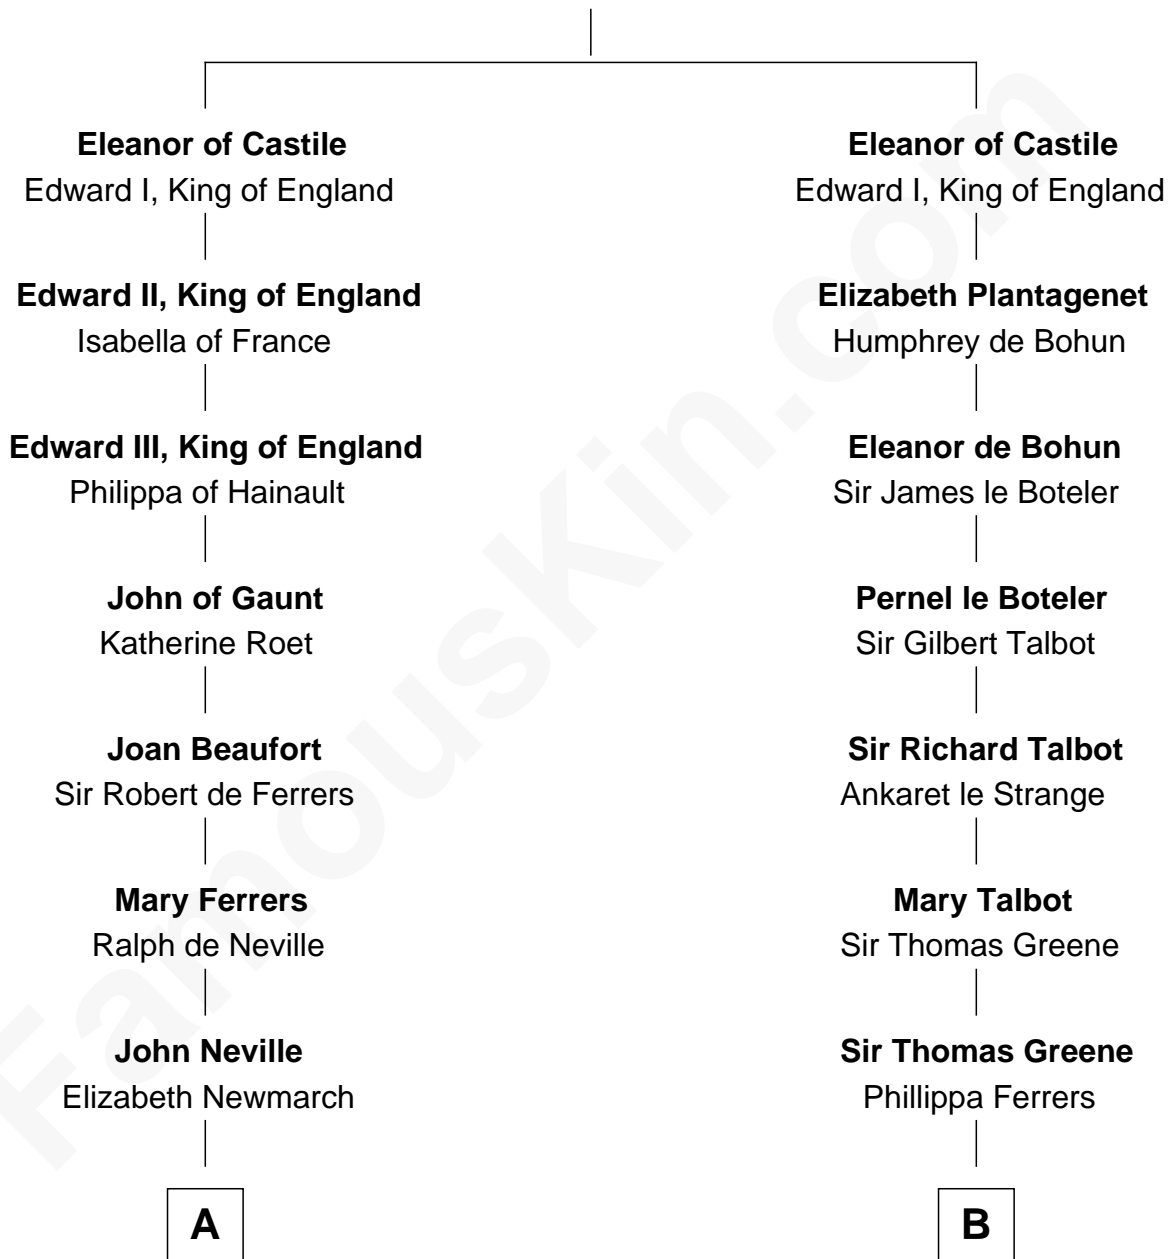 Eleanor of Castile
Edward I, King of England
Edward II, King of England
Isabella of France
Edward III, King of England
Philippa of Hainault
John of Gaunt
Katherine Roet
Joan Beaufort
Sir Robert de Ferrers
Mary Ferrers
Ralph de Neville
John Neville
Elizabeth Newmarch
A
Eleanor of Castile
Edward I, King of England
Elizabeth Plantagenet
Humphrey de Bohun
Eleanor de Bohun
Sir James le Boteler
Pernel le Boteler
Sir Gilbert Talbot
Sir Richard Talbot
Ankaret le Strange
Mary Talbot
Sir Thomas Greene
Sir Thomas Greene
Phillippa Ferrers
B
FamousKin.com